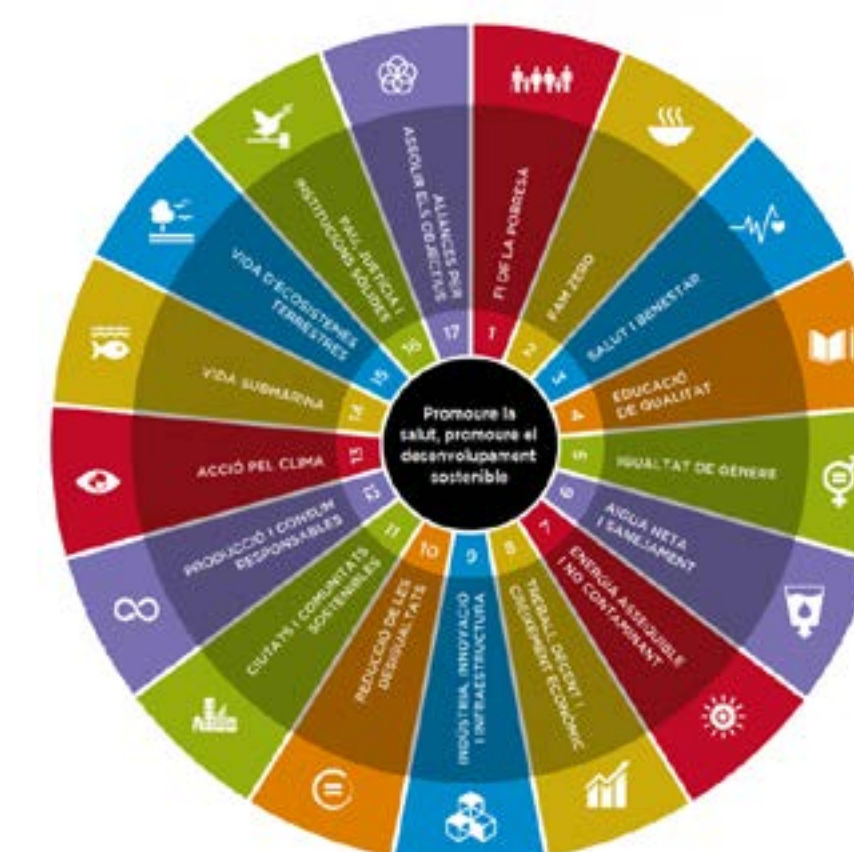 Promoure la
salut, promoure el
desenvolupament
sostenible
1
FI DE LA POBRESA
2
FAM ZERO
3
SALUT I BENESTAR
4
EDUCACIÓ
DE QUALITAT
5
IGUALTAT DE GÈNERE
6
AIGUA NETA
I SANEJAMENT
7
ENERGIA ASSEQUIBLE
I NO CONTAMINANT
8
TREBALL DECENT I
CREIXEMENT ECONÒMIC
9
INDÚSTRIA, INNOVACIÓ
I INFRAESTRUCTURA
10
REDUCCIÓ DE LES
DESIGUALTATS
11
CIUTATS I COMUNITATS
SOSTENIBLES
12
PRODUCCIÓ I CONSUM
RESPONSABLES
13
ACCIÓ PEL CLIMA
14
VIDA SUBMARINA
15
VIDA D'ECOSISTEMES
TERRESTRES
16
PAU, JUSTÍCIA I
INSTITUCIONS SÒLIDES
17
ALIANCES PER
ASSOLIR ELS OBJECTIUS